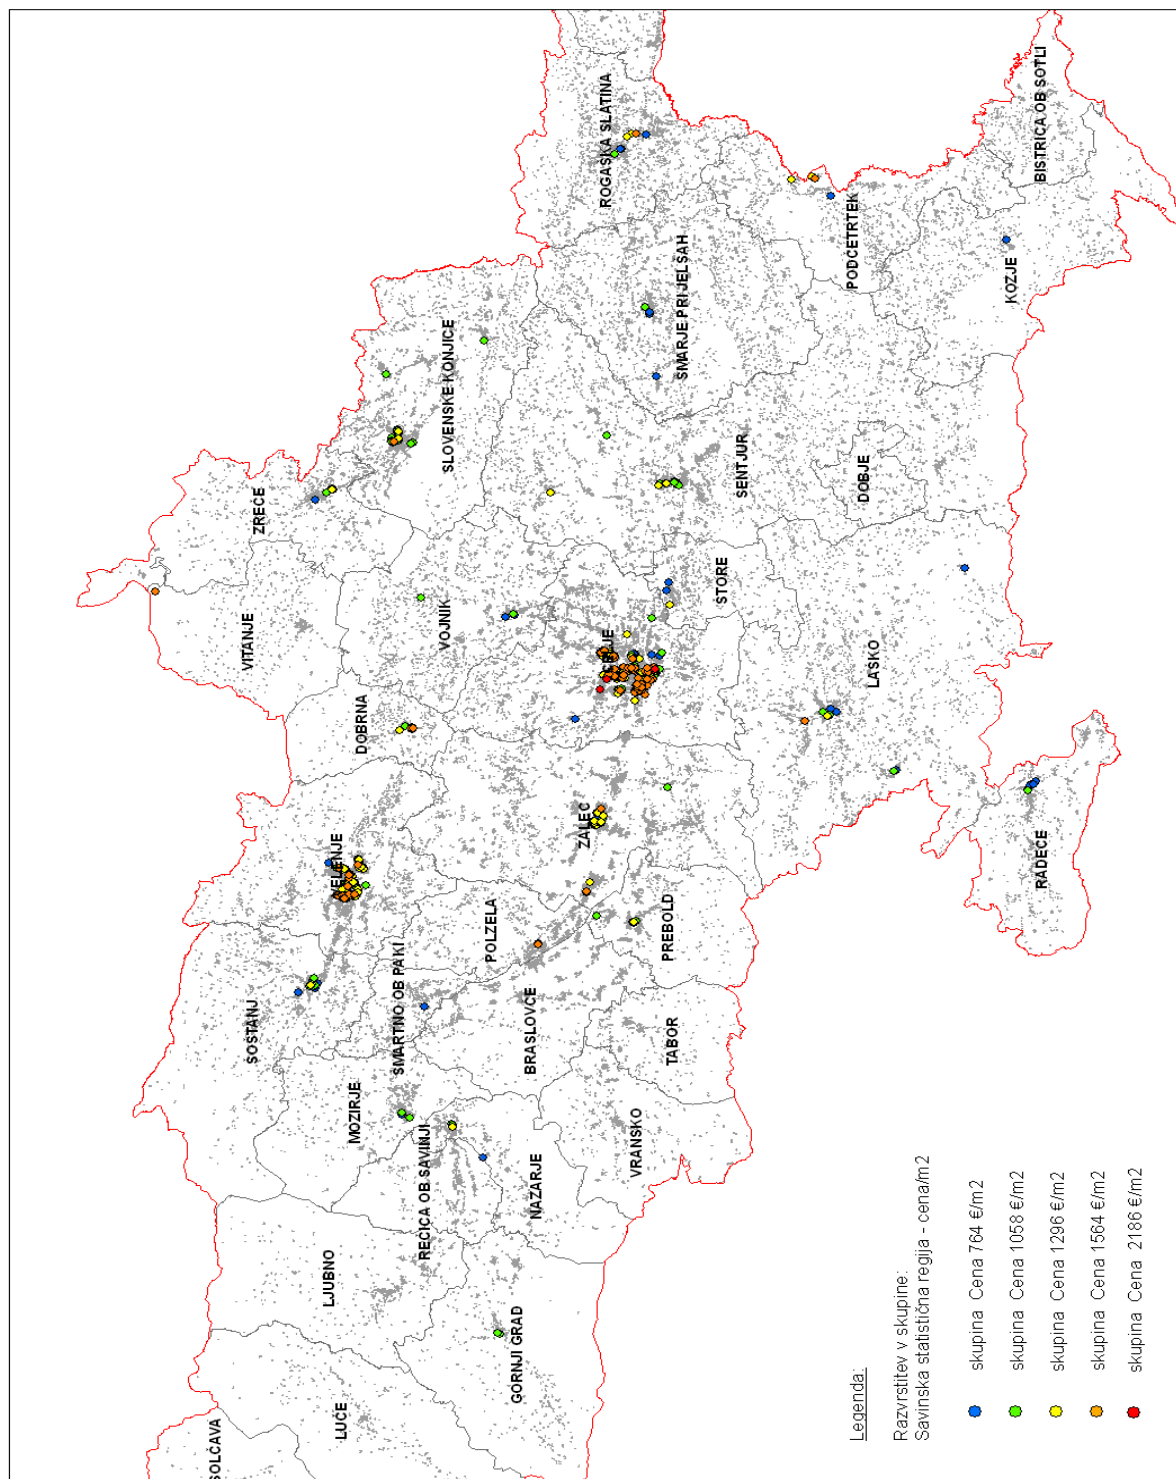 SOLČAVA
LUČE
LJUBNO
GORNJI GRAD
REČICA OB SAVINJI
NAZARJE
MOZIRJE
ŠOŠTANJ
ŠMARTNO OB PAKI
BRASLOVČE
VRANSKO
TABOR
POLZELA
PREBOLD
VELENJE
ŽALEC
DOBRNA
VITANJE
VOJNIK
CELJE
ZREČE
SLOVENSKE KONJICE
ŠTORE
ŠENTJUR
DOBJE
LAŠKO
RADEČE
ŠMARJE PRI JELŠAH
ROGAŠKA SLATINA
PODČETRTEK
KOZJE
BISTRICA OB SOTLI
Legenda:
Razvrstitev v skupine:
Savinska statistična regija - cena/m2
skupina Cena 764 €/m2
skupina Cena 1058 €/m2
skupina Cena 1296 €/m2
skupina Cena 1564 €/m2
skupina Cena 2186 €/m2